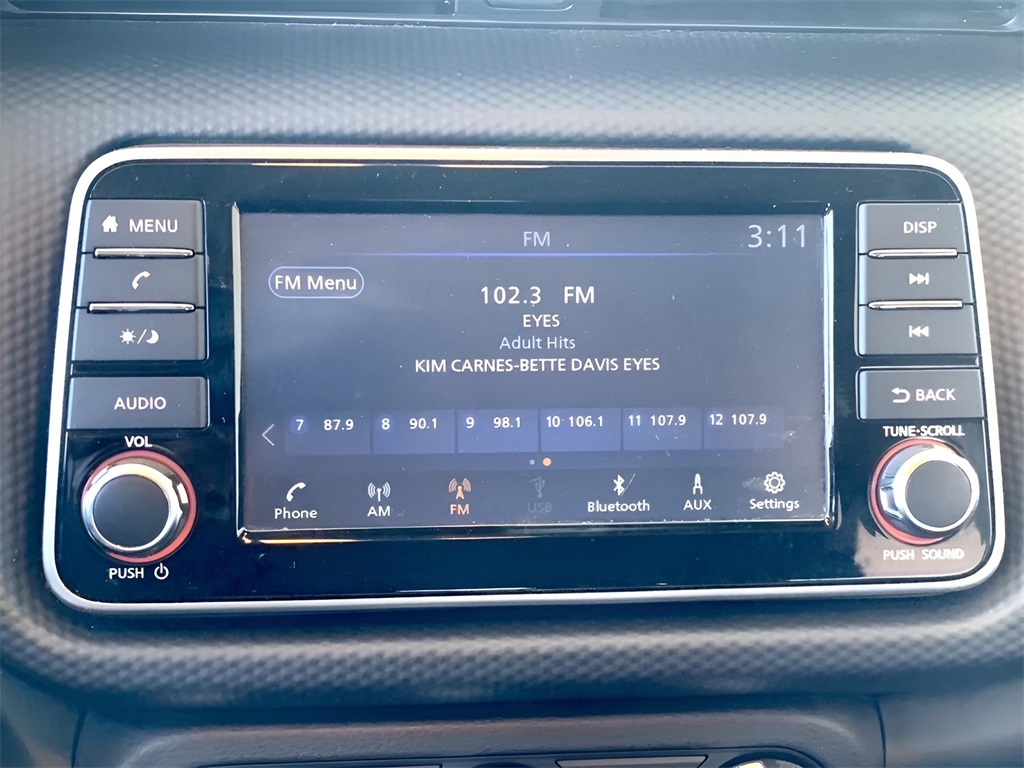 MENU
DISP
FM
3:11
FM Menu
102.3 FM
EYES
Adult Hits
KIM CARNES-BETTE DAVIS EYES
AUDIO
BACK
VOL
TUNE·SCROLL
7 87.9 8 90.1 9 98.1 10 106.1 11 107.9 12 107.9
Phone AM FM USB Bluetooth AUX Settings
PUSH
PUSH SOUND